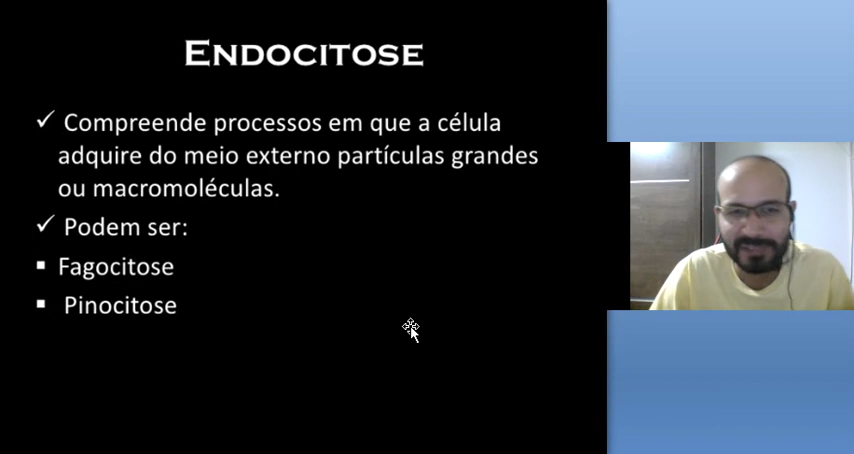 ENDOCITOSE
✓ Compreende processos em que a célula
adquire do meio externo partículas grandes
ou macromoléculas.
✓ Podem ser:
▪ Fagocitose
▪ Pinocitose